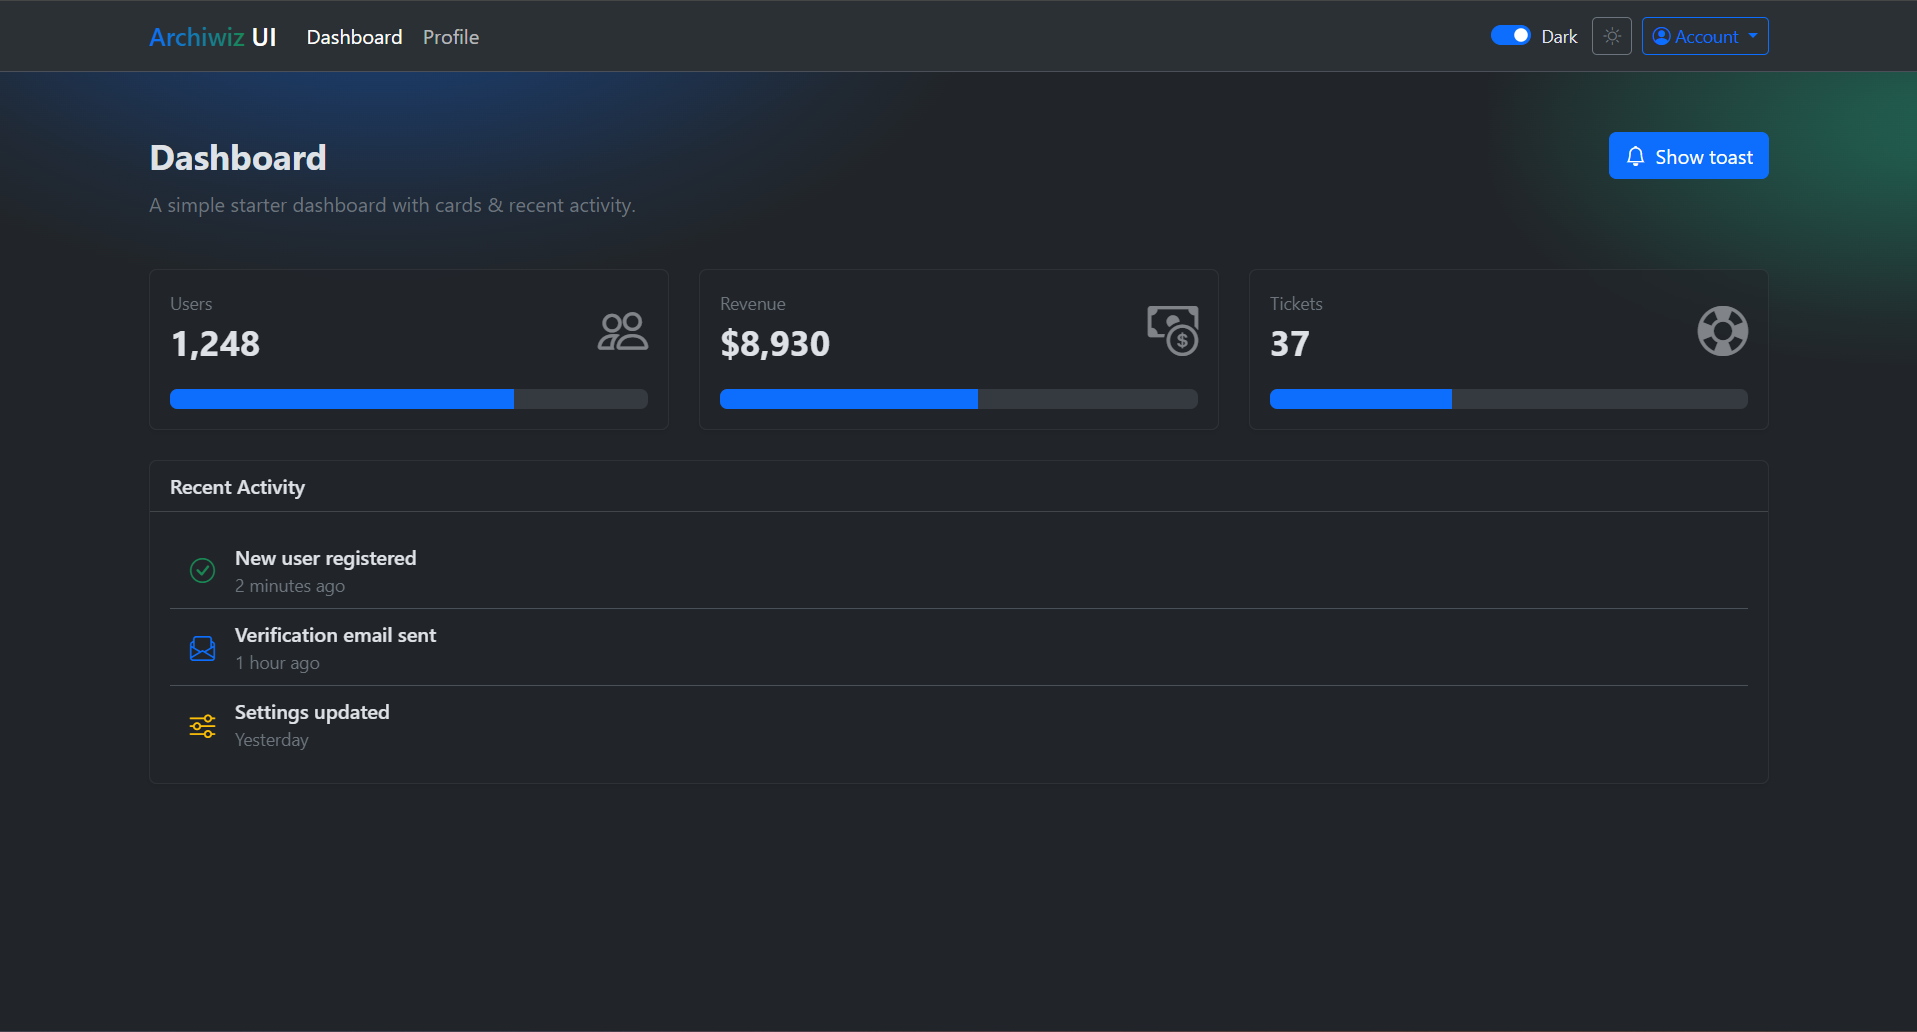 Archiwiz UI Dashboard Profile Dark Account
Dashboard
Show toast
A simple starter dashboard with cards & recent activity.
Users
1,248
Revenue
$8,930
Tickets
37
Recent Activity
New user registered
2 minutes ago
Verification email sent
1 hour ago
Settings updated
Yesterday